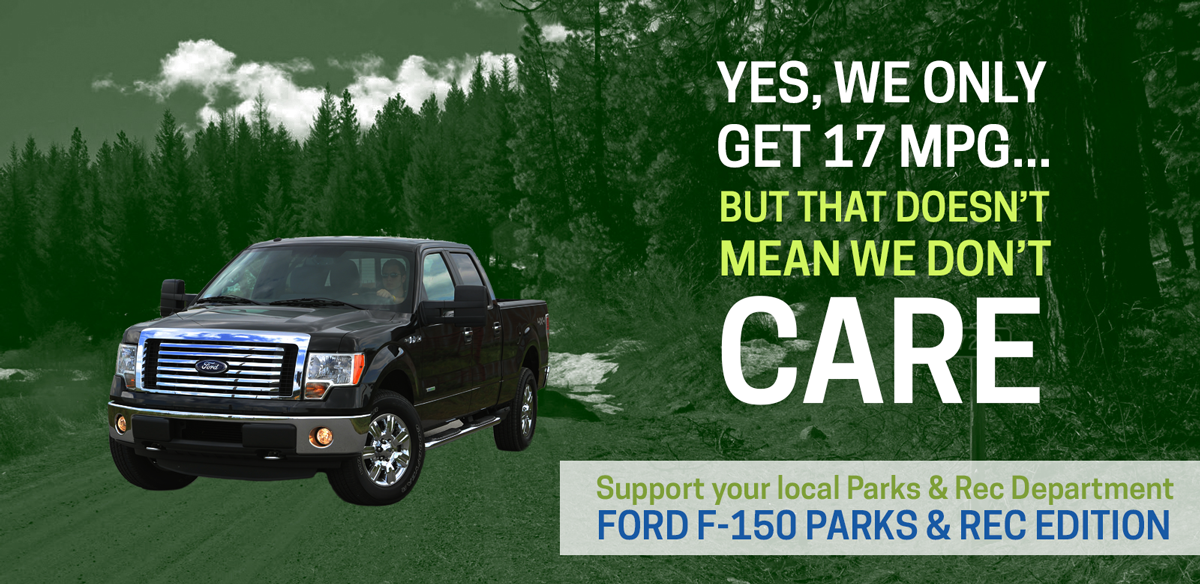 YES, WE ONLY
GET 17 MPG...
BUT THAT DOESN'T
MEAN WE DON'T
CARE
Ford
Support your local Parks & Rec Department
FORD F-150 PARKS & REC EDITION